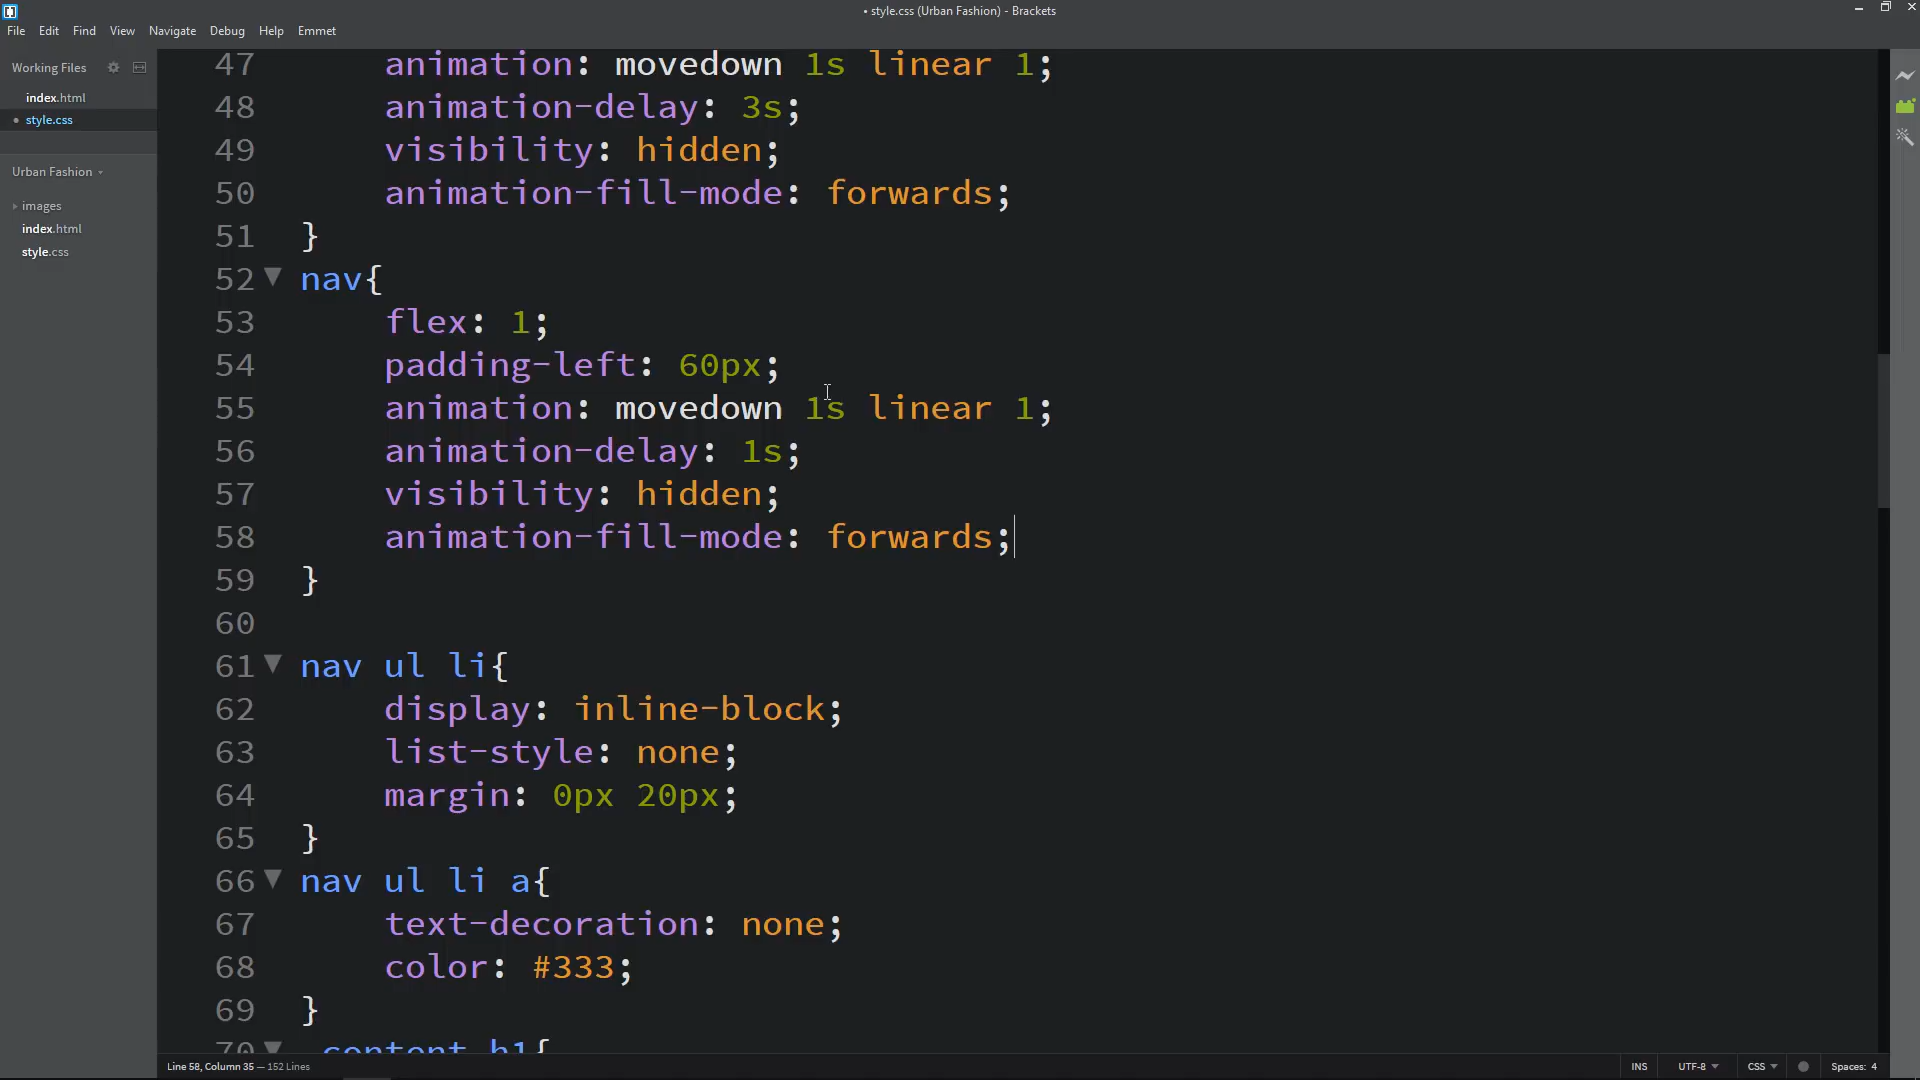 • style.css (Urban Fashion) - Brackets
File Edit Find View Navigate Debug Help Emmet
Working Files
index.html
• style.css
Urban Fashion
images
index.html
style.css
47 animation: movedown 1s linear 1;
48 animation-delay: 3s;
49 visibility: hidden;
50 animation-fill-mode: forwards;
51 }
52 nav{
53 flex: 1;
54 padding-left: 60px;
55 animation: movedown 1s linear 1;
56 animation-delay: 1s;
57 visibility: hidden;
58 animation-fill-mode: forwards;
59 }
60
61 nav ul li{
62 display: inline-block;
63 list-style: none;
64 margin: 0px 20px;
65 }
66 nav ul li a{
67 text-decoration: none;
68 color: #333;
69 }
70 .content h1{
Line 58, Column 35 — 152 Lines
INS UTF-8 CSS Spaces: 4